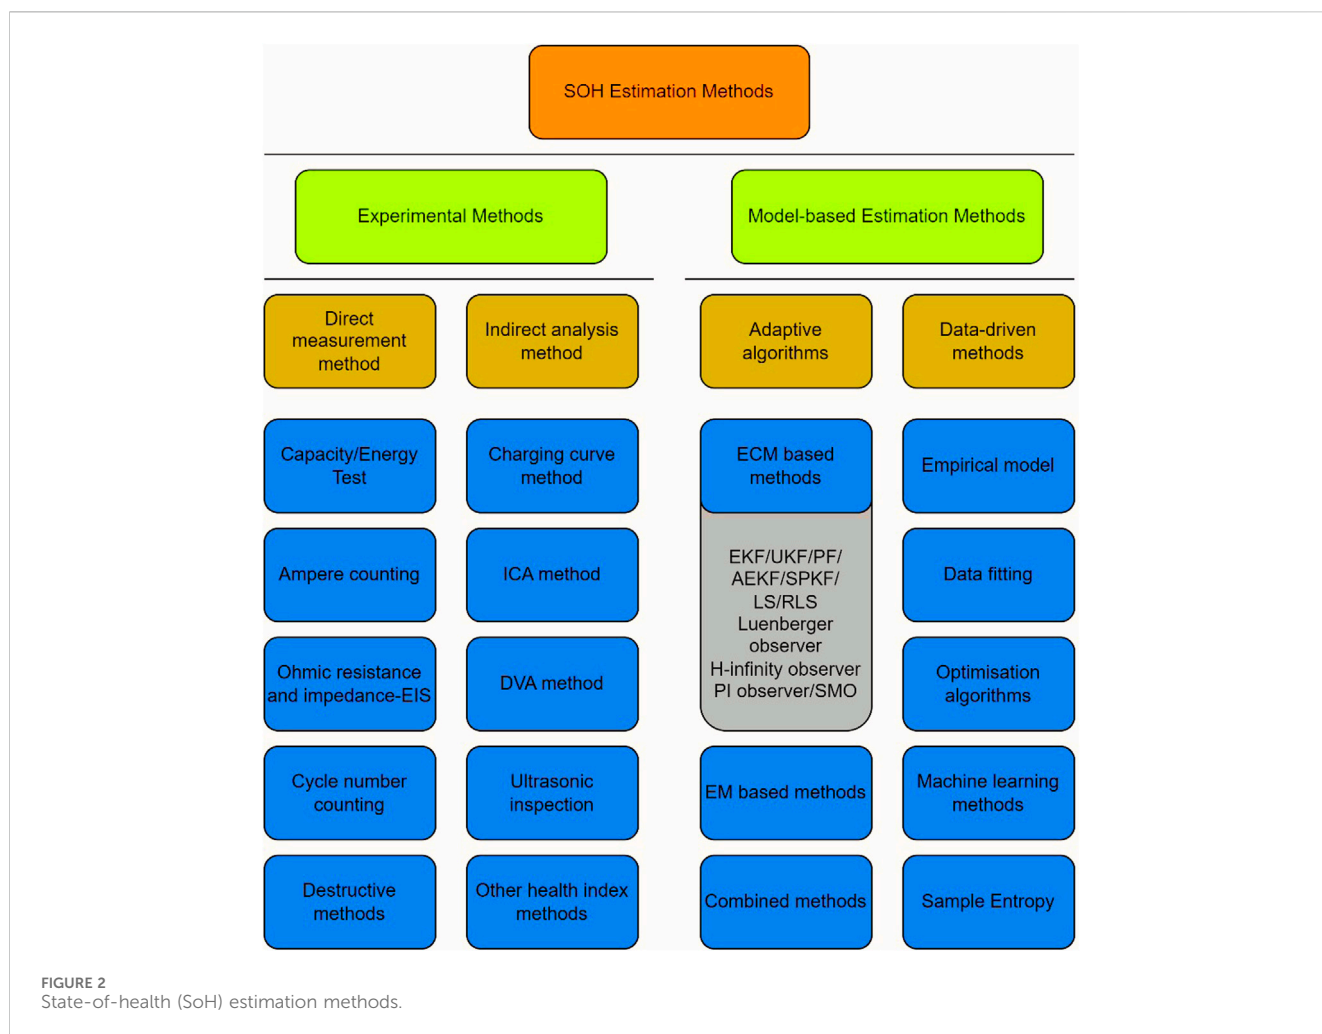 SOH Estimation Methods
Experimental Methods
Model-based Estimation Methods
Direct
measurement
method
Indirect analysis
method
Adaptive
algorithms
Data-driven
methods
Capacity/Energy
Test
Charging curve
method
ECM based
methods
Empirical model
Ampere counting
ICA method
EKF/UKF/PF/
AEKF/SPKF/
LS/RLS
Luenberger
observer
H-infinity observer
PI observer/SMO
Data fitting
Ohmic resistance
and impedance-EIS
DVA method
Optimisation
algorithms
Cycle number
counting
Ultrasonic
inspection
EM based methods
Machine learning
methods
Destructive
methods
Other health index
methods
Combined methods
Sample Entropy
FIGURE 2
State-of-health (SoH) estimation methods.